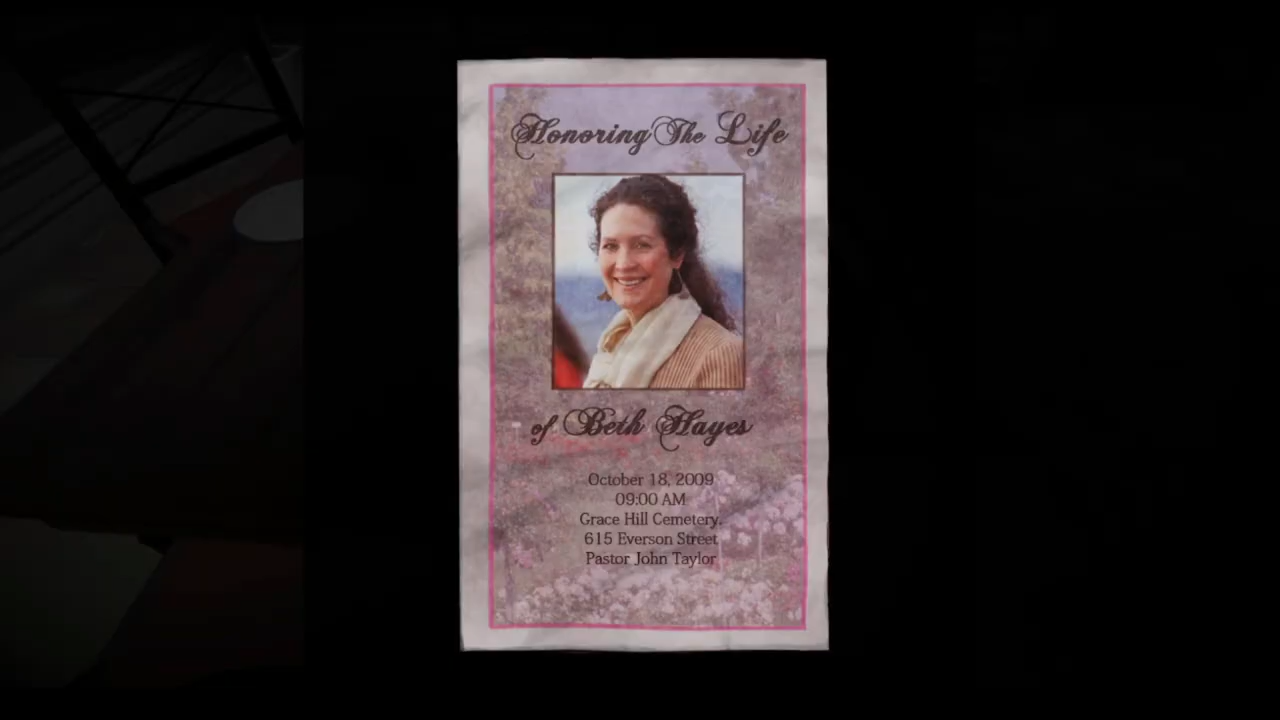 Honoring The Life
of Beth Hayes
October 18, 2009
09:00 AM
Grace Hill Cemetery.
615 Everson Street
Pastor John Taylor